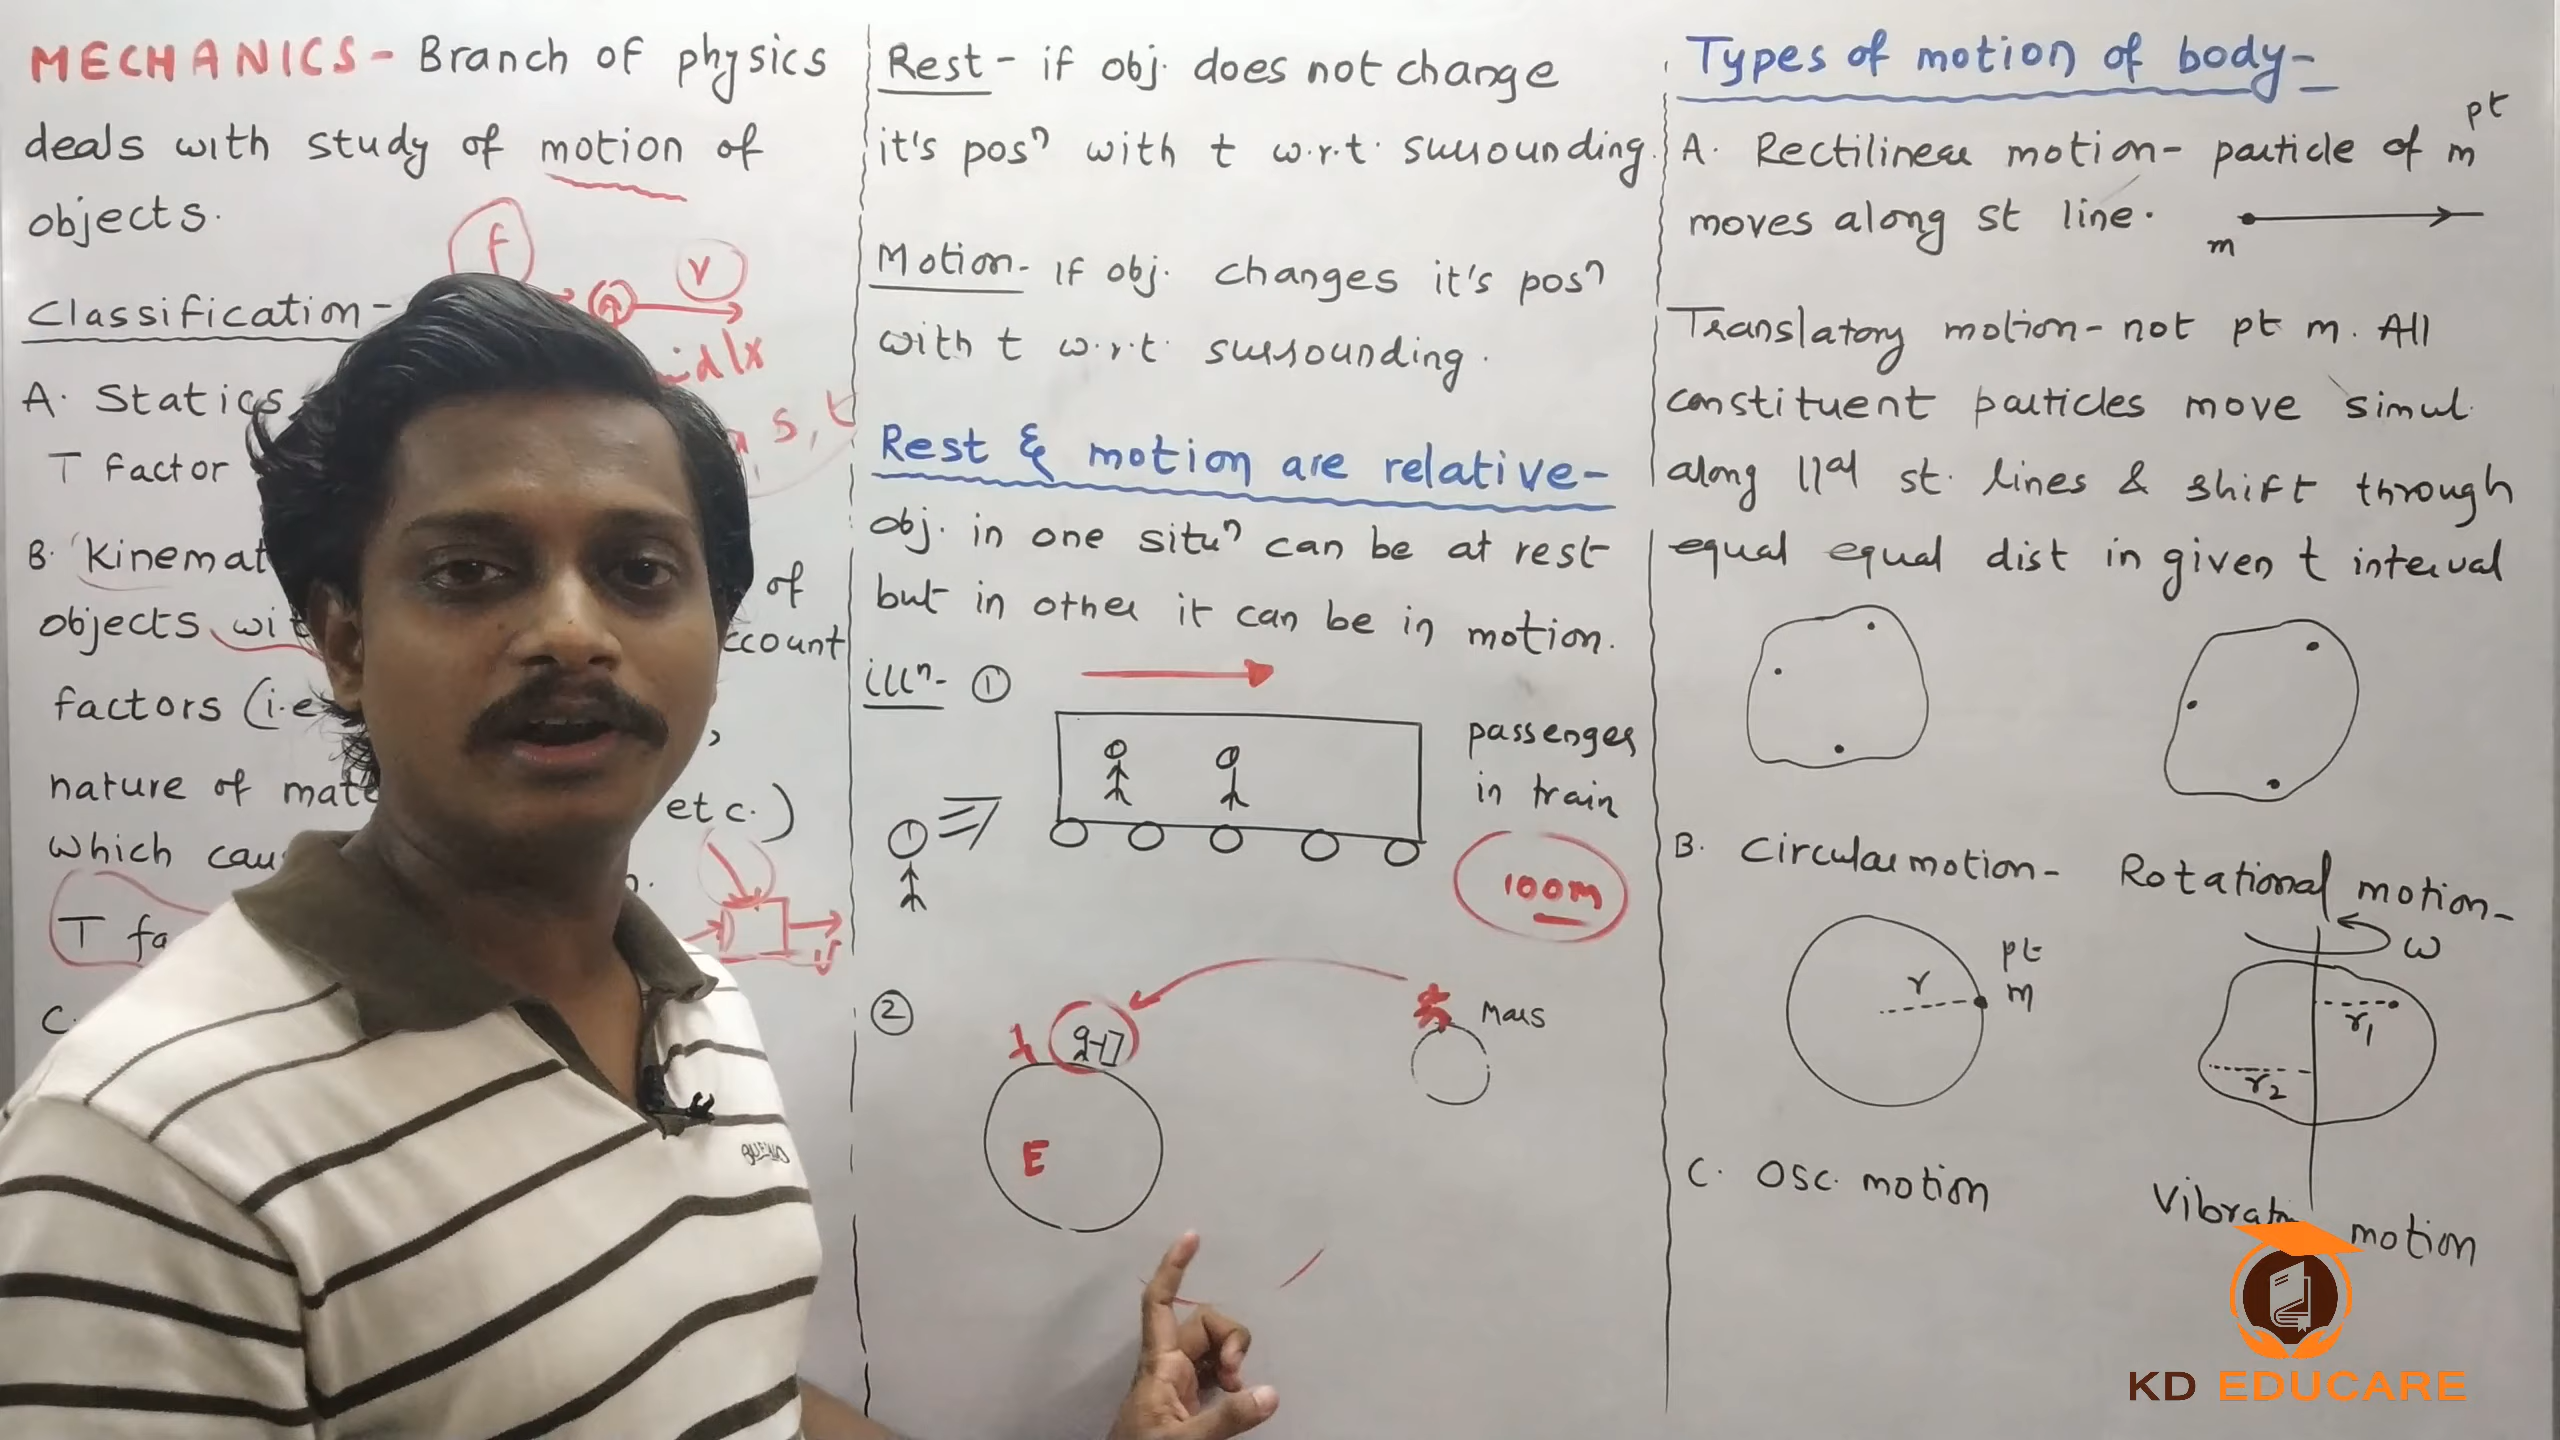 MECHANICS - Branch of physics
deals with study of motion of
objects.
f
v
Classification -
s, t
A. Statics
T factor
B. Kinemat
of
objects
ccount
factors (i.e
,
nature of mat
etc.)
which cau
T fa
v
C.
Rest - if obj. does not change
it's posⁿ with t w.r.t. surrounding.
Motion - if obj. changes it's posⁿ
with t w.r.t. surrounding.
Rest & motion are relative -
obj. in one situⁿ can be at rest
but in other it can be in motion.
illⁿ - ①
passenger
in train
100m
②
Mars
E
Types of motion of body -
A. Rectilinear motion - particle of pt m
moves along st line.
m
Translatory motion - not pt m. All
constituent particles move simul.
along llal st. lines & shift through
equal equal dist in given t interval
B. Circular motion - Rotational motion -
r
pt
m
ω
r₁
r₂
C. Osc. motion
motion
KD EDUCARE